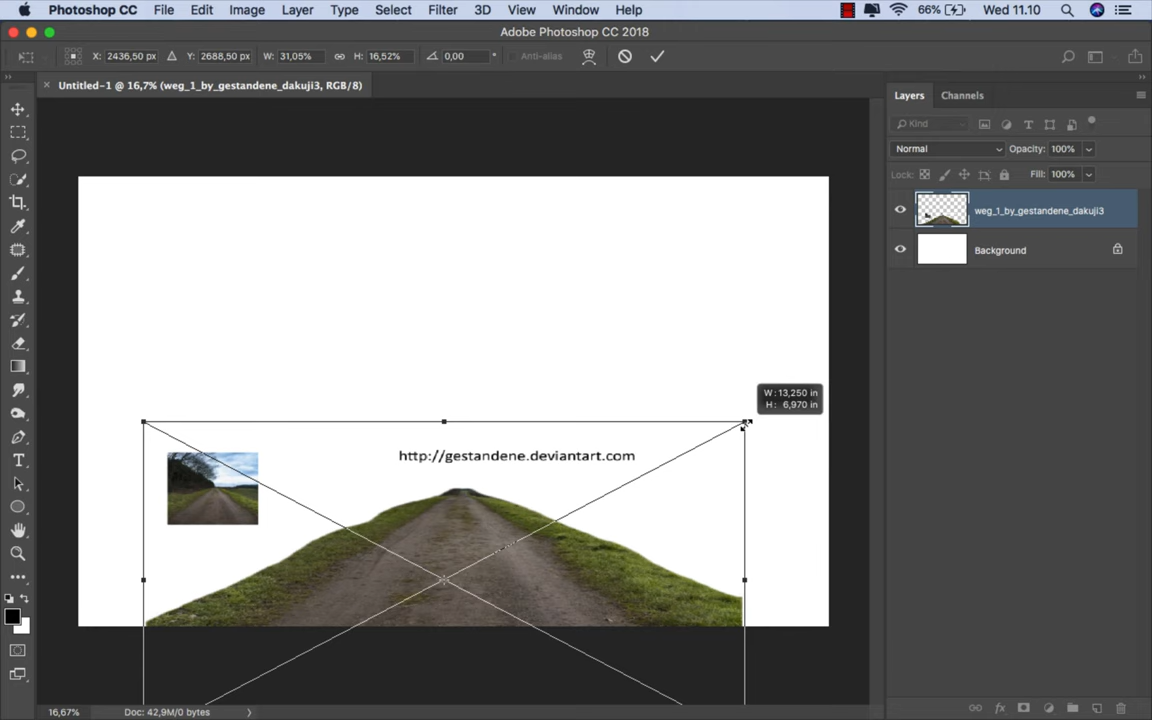 Photoshop CC File Edit Image Layer Type Select Filter 3D View Window Help 66% Wed 11.10
Adobe Photoshop CC 2018
X: 2436,50 px Y: 2688,50 px W: 31,05% H: 16,52% 0,00 ° Anti-alias
Untitled-1 @ 16,7% (weg_1_by_gestandene_dakuji3, RGB/8)
Layers Channels
Kind
Normal Opacity: 100%
Lock: Fill: 100%
weg_1_by_gestandene_dakuji3
Background
W: 13,250 in
H: 6,970 in
http://gestandene.deviantart.com
16,67% Doc: 42,9M/0 bytes